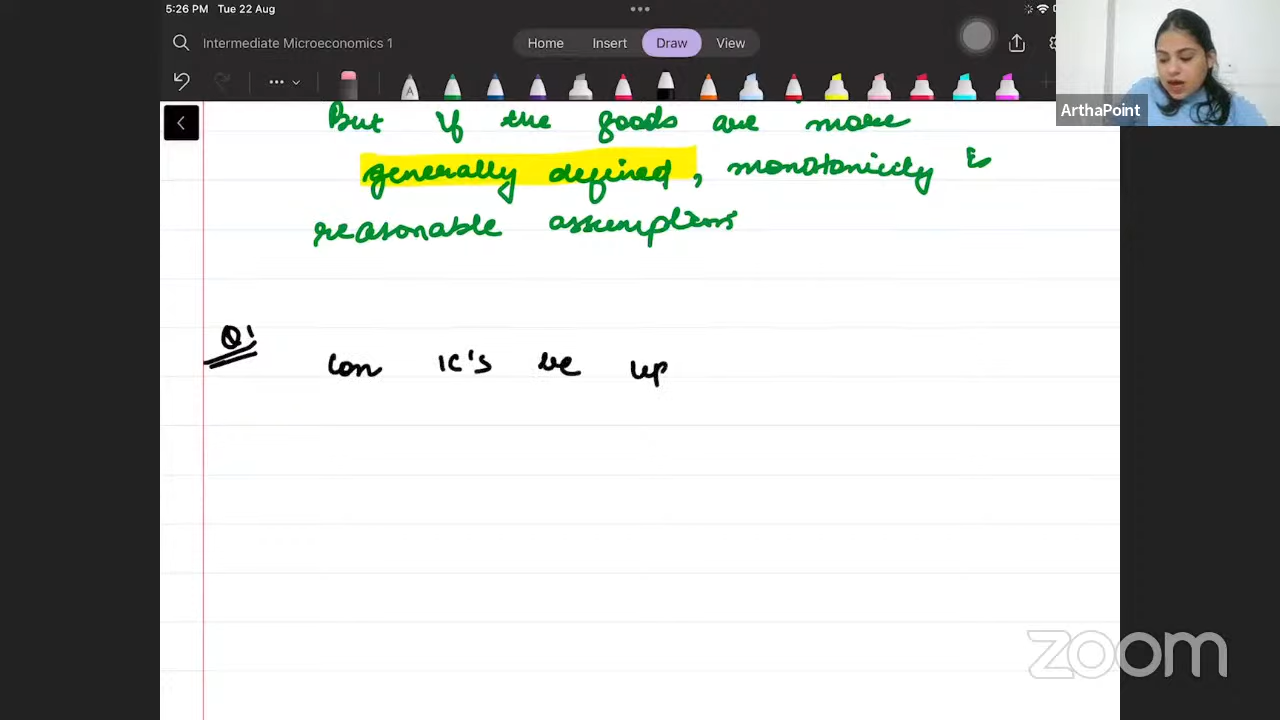 5:26 PM Tue 22 Aug
Intermediate Microeconomics 1
Home Insert Draw View
A
ArthaPoint
But if the goods are more
generally defined, monotonicity is
reasonable assumptions
Q1 Can IC's be up
zoom